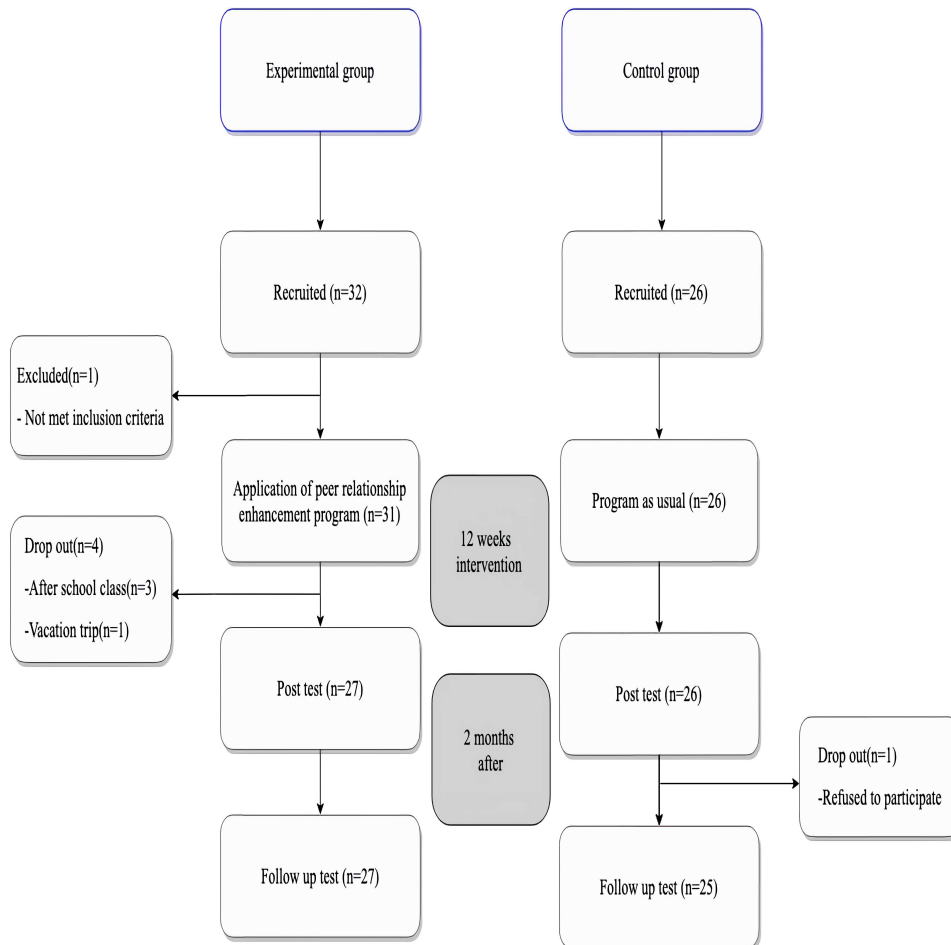 Experimental group
Control group
Recruited (n=32)
Recruited (n=26)
Excluded(n=1)
- Not met inclusion criteria
Application of peer relationship
enhancement program (n=31)
12 weeks
intervention
Program as usual (n=26)
Drop out(n=4)
-After school class(n=3)
-Vacation trip(n=1)
Post test (n=27)
Post test (n=26)
2 months
after
Drop out(n=1)
-Refused to participate
Follow up test (n=27)
Follow up test (n=25)